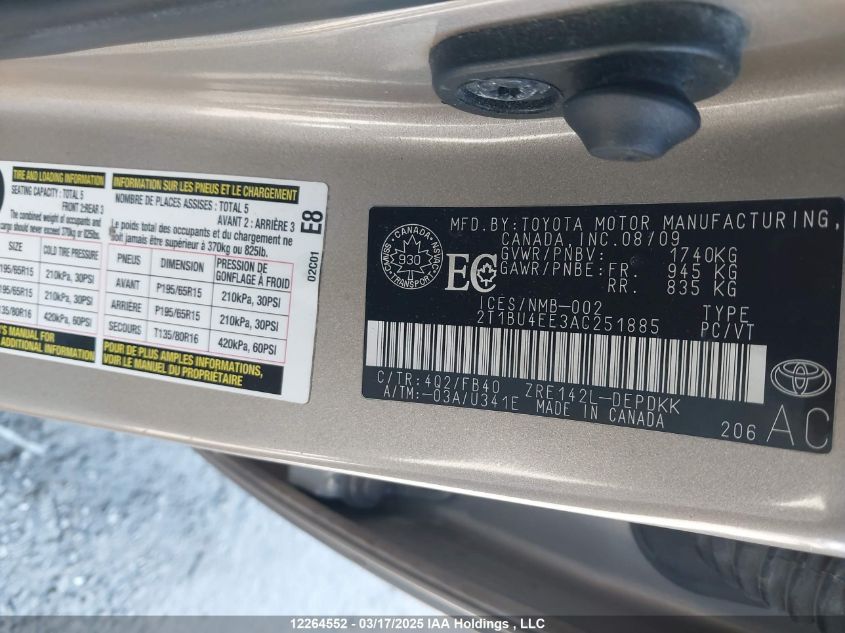 TIRE AND LOADING INFORMATION
SEATING CAPACITY : TOTAL 5
FRONT 2:REAR 3
The combined weight of occupants and
cargo should never exceed 370kg or 825lb.
SIZE COLD TIRE PRESSURE
P195/65R15 210kPa, 30PSI
P195/65R15 210kPa, 30PSI
T135/80R16 420kPa, 60PSI
'S MANUAL FOR
ADDITIONAL INFORMATION
INFORMATION SUR LES PNEUS ET LE CHARGEMENT
NOMBRE DE PLACES ASSISES : TOTAL 5
AVANT 2 : ARRIÈRE 3
Le poids total des occupants et du chargement ne
doit jamais être supérieur à 370kg ou 825lb.
PNEUS DIMENSION PRESSION DE GONFLAGE À FROID
AVANT P195/65R15 210kPa, 30PSI
ARRIÈRE P195/65R15 210kPa, 30PSI
SECOURS T135/80R16 420kPa, 60PSI
POUR DE PLUS AMPLES INFORMATIONS,
VOIR LE MANUEL DU PROPRIÉTAIRE
E8
02C01
CANADA
930
TRANSPORT
EC
MFD.BY:TOYOTA MOTOR MANUFACTURING,
CANADA,INC.08/09
GVWR/PNBV: 1740KG
GAWR/PNBE:FR. 945 KG
RR. 835 KG
ICES/NMB-002 TYPE
2T1BU4EE3AC251885 PC/VT
C/TR:4Q2/FB40 ZRE142L-DEPDKK
A/TM:-03A/U341E MADE IN CANADA
206 AC
12264552 - 03/17/2025 IAA Holdings , LLC